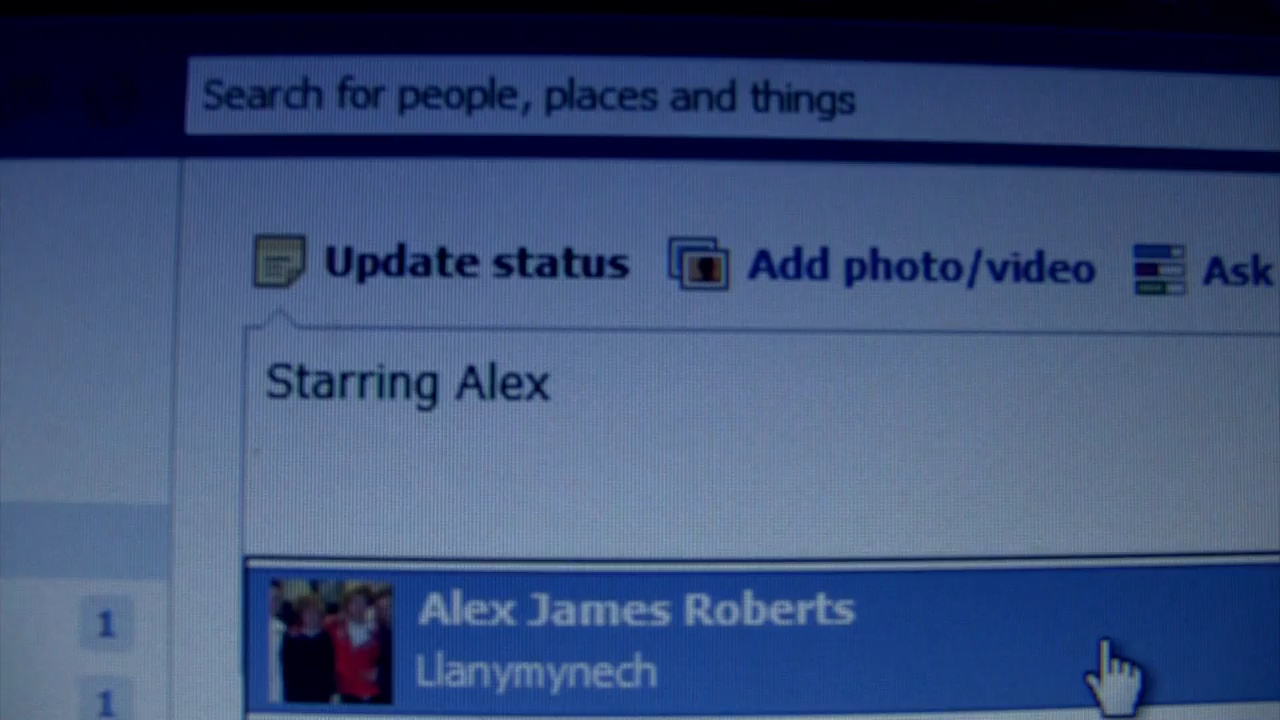 Search for people, places and things
Update status
Add photo/video
Ask
Starring Alex
Alex James Roberts
Llanymynech
1
1